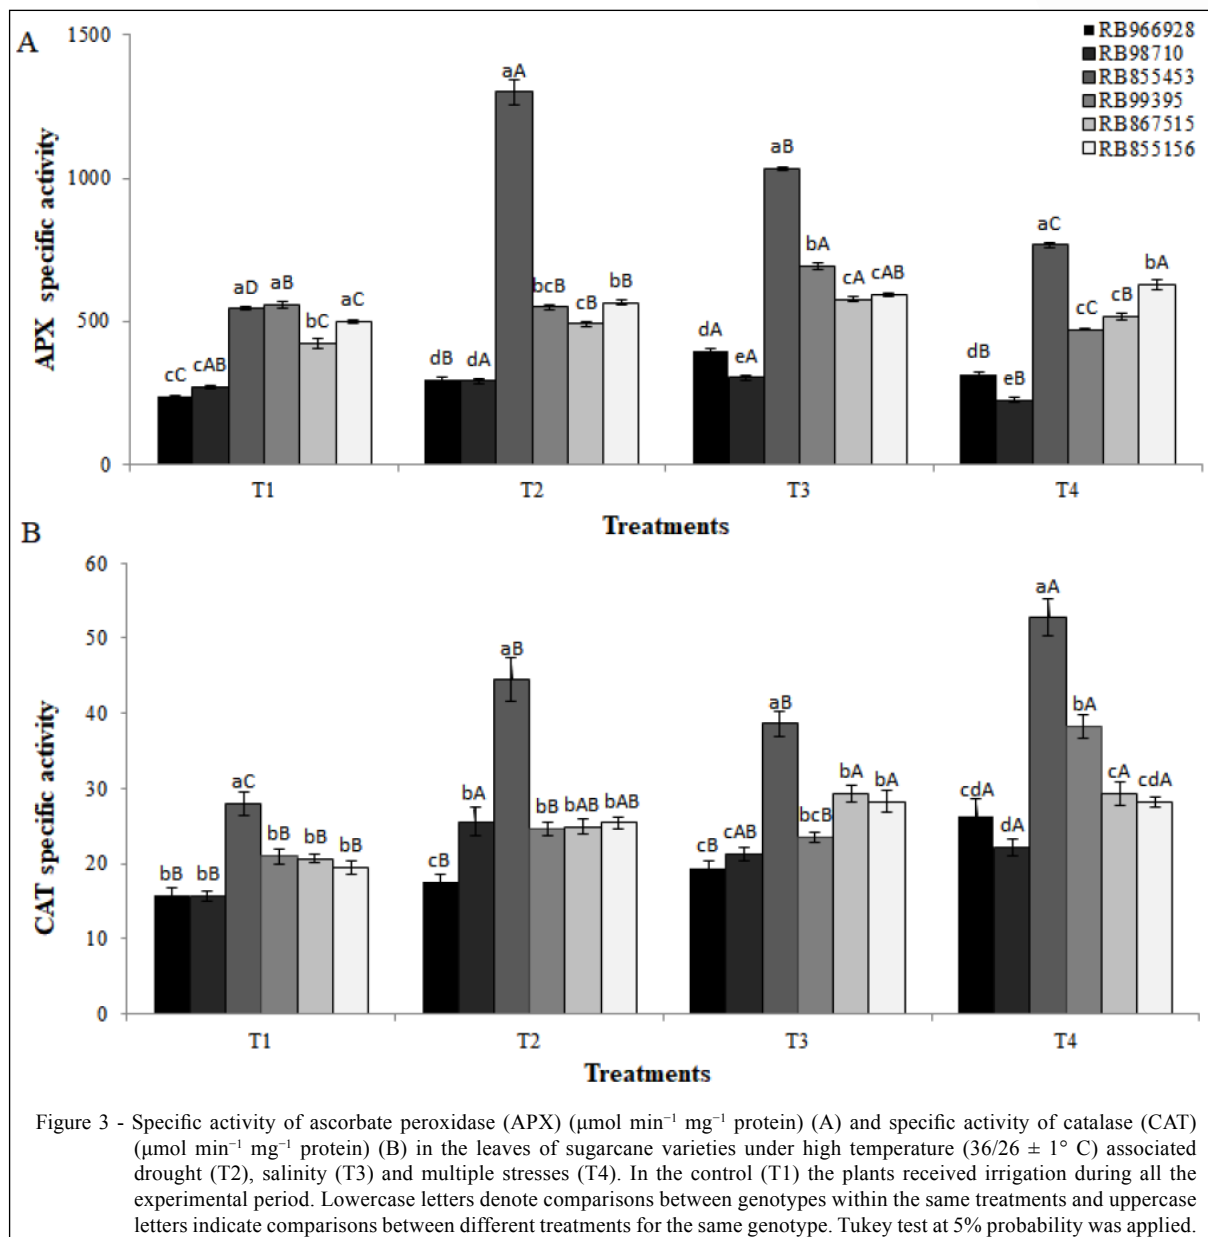 A
1500
1000
500
0
APX specific activity
RB966928
RB98710
RB855453
RB99395
RB867515
RB855156
cC cAB aD aB bC aC
dB dA aA bcB cB bB
dA eA aB bA cA cAB
dB eB aC cC cB bA
T1 T2 T3 T4
Treatments
B
60
50
40
30
20
10
0
CAT specific activity
bB bB aC bB bB bB
cB bA aB bB bAB bAB
cB cAB aB bcB bA bA
cdA dA aA bA cA cdA
T1 T2 T3 T4
Treatments
Figure 3 - Specific activity of ascorbate peroxidase (APX) (μmol min⁻¹ mg⁻¹ protein) (A) and specific activity of catalase (CAT)
(μmol min⁻¹ mg⁻¹ protein) (B) in the leaves of sugarcane varieties under high temperature (36/26 ± 1° C) associated
drought (T2), salinity (T3) and multiple stresses (T4). In the control (T1) the plants received irrigation during all the
experimental period. Lowercase letters denote comparisons between genotypes within the same treatments and uppercase
letters indicate comparisons between different treatments for the same genotype. Tukey test at 5% probability was applied.